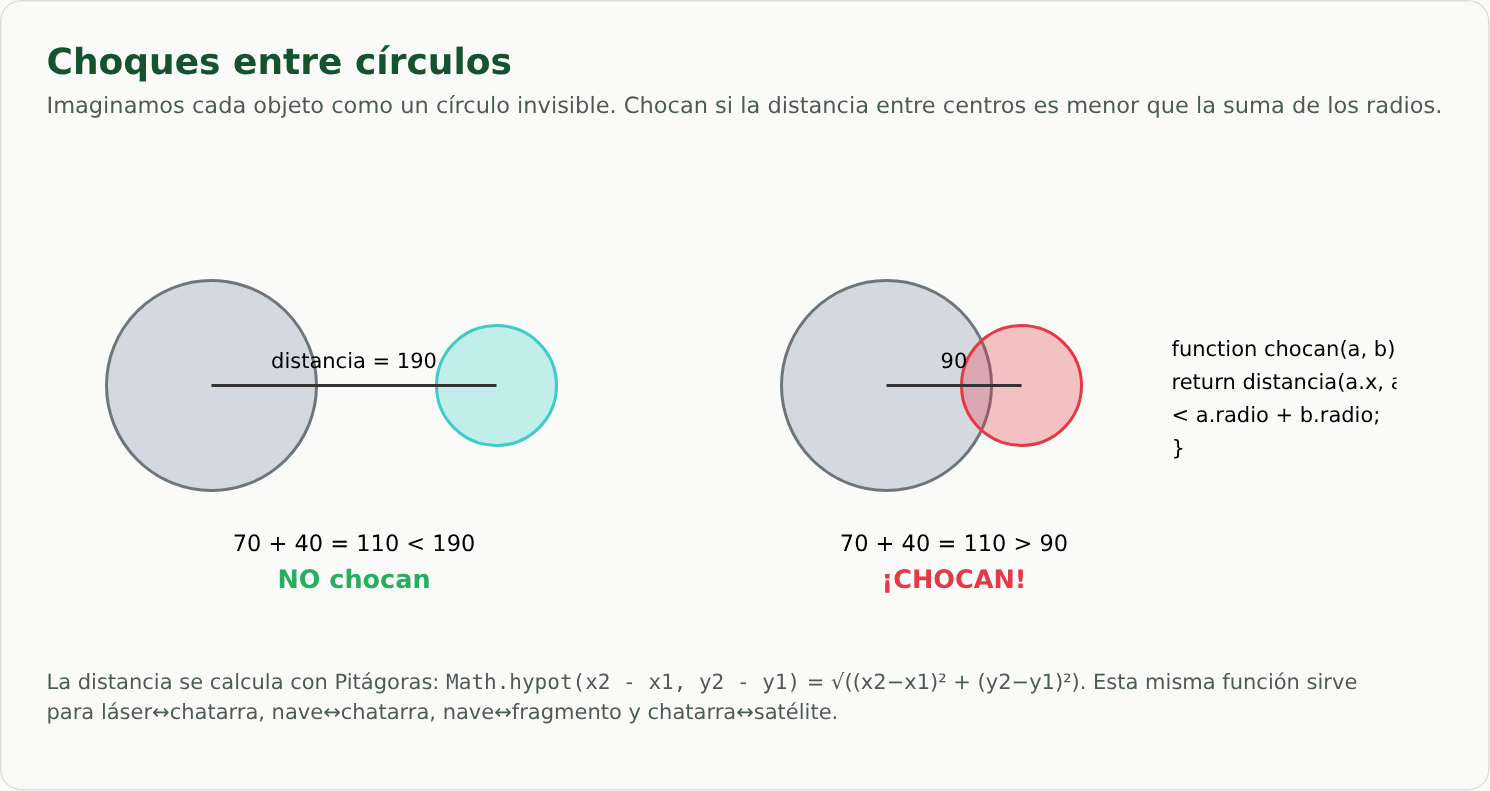 Choques entre círculos
Imaginamos cada objeto como un círculo invisible. Chocan si la distancia entre centros es menor que la suma de los radios.
distancia = 190
70 + 40 = 110 < 190
NO chocan
90
70 + 40 = 110 > 90
¡CHOCAN!
function chocan(a, b)
return distancia(a.x,
< a.radio + b.radio;
}
La distancia se calcula con Pitágoras: Math.hypot(x2 - x1, y2 - y1) = √((x2−x1)² + (y2−y1)²). Esta misma función sirve
para láser↔chatarra, nave↔chatarra, nave↔fragmento y chatarra↔satélite.